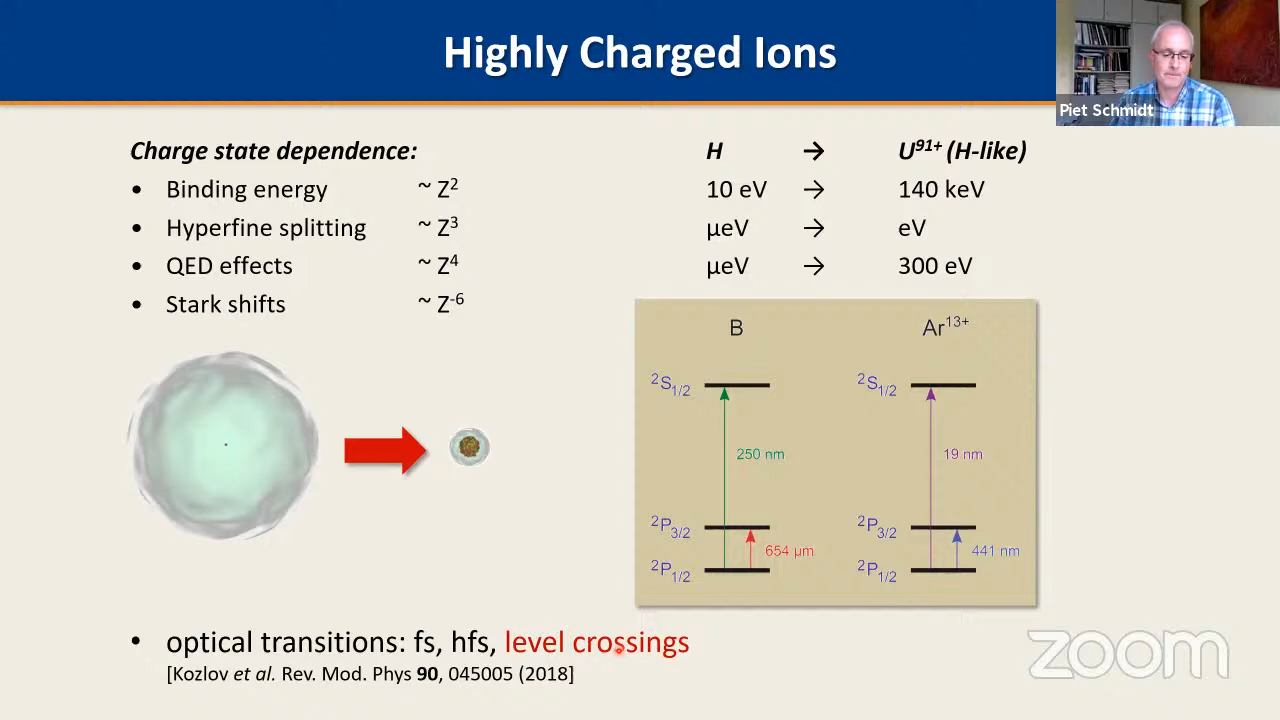 Highly Charged Ions
Piet Schmidt
Charge state dependence: H → U⁹¹⁺ (H-like)
• Binding energy ~ Z² 10 eV → 140 keV
• Hyperfine splitting ~ Z³ µeV → eV
• QED effects ~ Z⁴ µeV → 300 eV
• Stark shifts ~ Z⁻⁶
B Ar¹³⁺
²S₁/₂ ²S₁/₂
250 nm 19 nm
²P₃/₂ ²P₃/₂
654 µm 441 nm
²P₁/₂ ²P₁/₂
• optical transitions: fs, hfs, level crossings
[Kozlov et al. Rev. Mod. Phys 90, 045005 (2018]
zoom